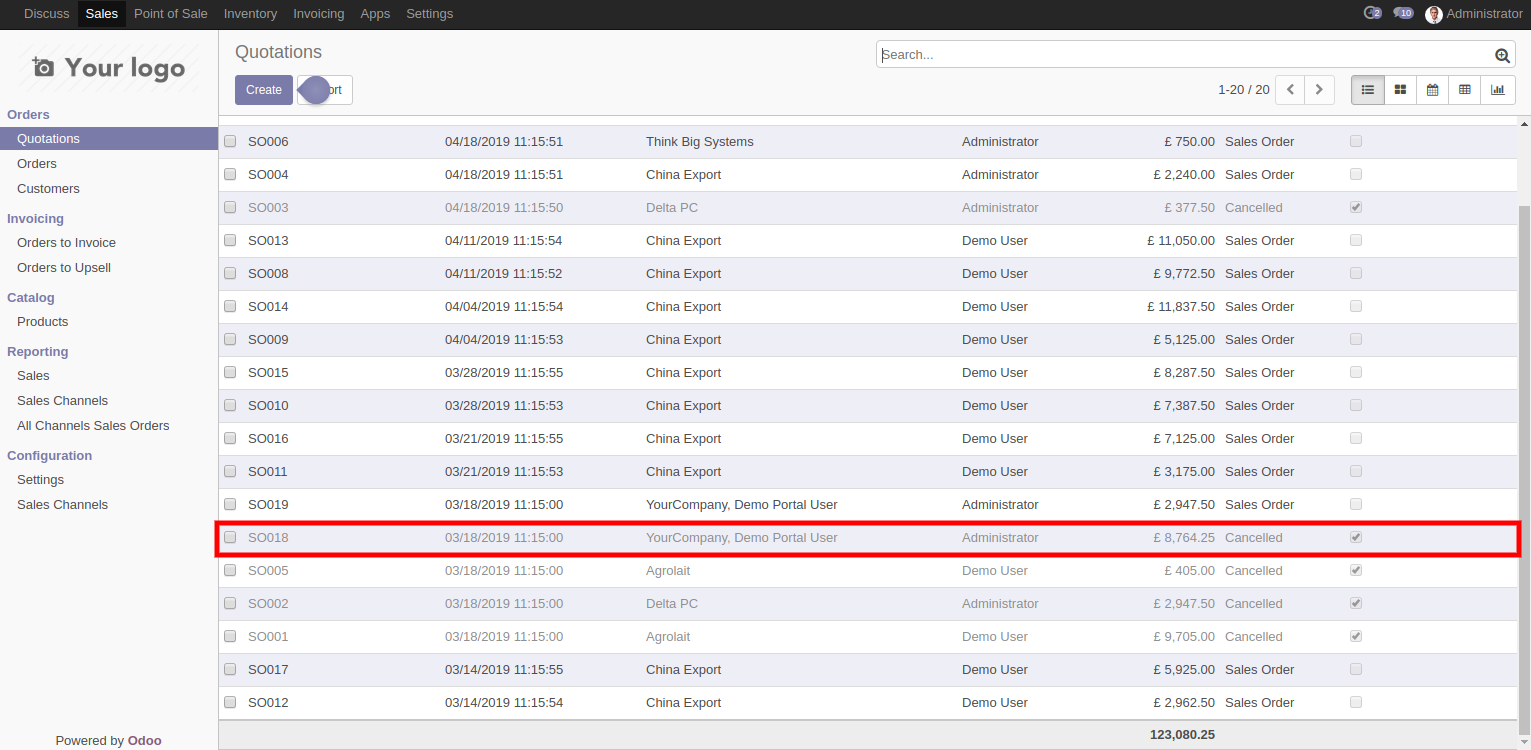 Discuss Sales Point of Sale Inventory Invoicing Apps Settings 2 10 Administrator
Your logo
Quotations
Search...
Create ort
1-20 / 20
Orders
Quotations
Orders
Customers
Invoicing
Orders to Invoice
Orders to Upsell
Catalog
Products
Reporting
Sales
Sales Channels
All Channels Sales Orders
Configuration
Settings
Sales Channels
Powered by Odoo
SO006 04/18/2019 11:15:51 Think Big Systems Administrator £ 750.00 Sales Order
SO004 04/18/2019 11:15:51 China Export Administrator £ 2,240.00 Sales Order
SO003 04/18/2019 11:15:50 Delta PC Administrator £ 377.50 Cancelled
SO013 04/11/2019 11:15:54 China Export Demo User £ 11,050.00 Sales Order
SO008 04/11/2019 11:15:52 China Export Demo User £ 9,772.50 Sales Order
SO014 04/04/2019 11:15:54 China Export Demo User £ 11,837.50 Sales Order
SO009 04/04/2019 11:15:53 China Export Demo User £ 5,125.00 Sales Order
SO015 03/28/2019 11:15:55 China Export Demo User £ 8,287.50 Sales Order
SO010 03/28/2019 11:15:53 China Export Demo User £ 7,387.50 Sales Order
SO016 03/21/2019 11:15:55 China Export Demo User £ 7,125.00 Sales Order
SO011 03/21/2019 11:15:53 China Export Demo User £ 3,175.00 Sales Order
SO019 03/18/2019 11:15:00 YourCompany, Demo Portal User Administrator £ 2,947.50 Sales Order
SO018 03/18/2019 11:15:00 YourCompany, Demo Portal User Administrator £ 8,764.25 Cancelled
SO005 03/18/2019 11:15:00 Agrolait Demo User £ 405.00 Cancelled
SO002 03/18/2019 11:15:00 Delta PC Administrator £ 2,947.50 Cancelled
SO001 03/18/2019 11:15:00 Agrolait Demo User £ 9,705.00 Cancelled
SO017 03/14/2019 11:15:55 China Export Demo User £ 5,925.00 Sales Order
SO012 03/14/2019 11:15:54 China Export Demo User £ 2,962.50 Sales Order
123,080.25